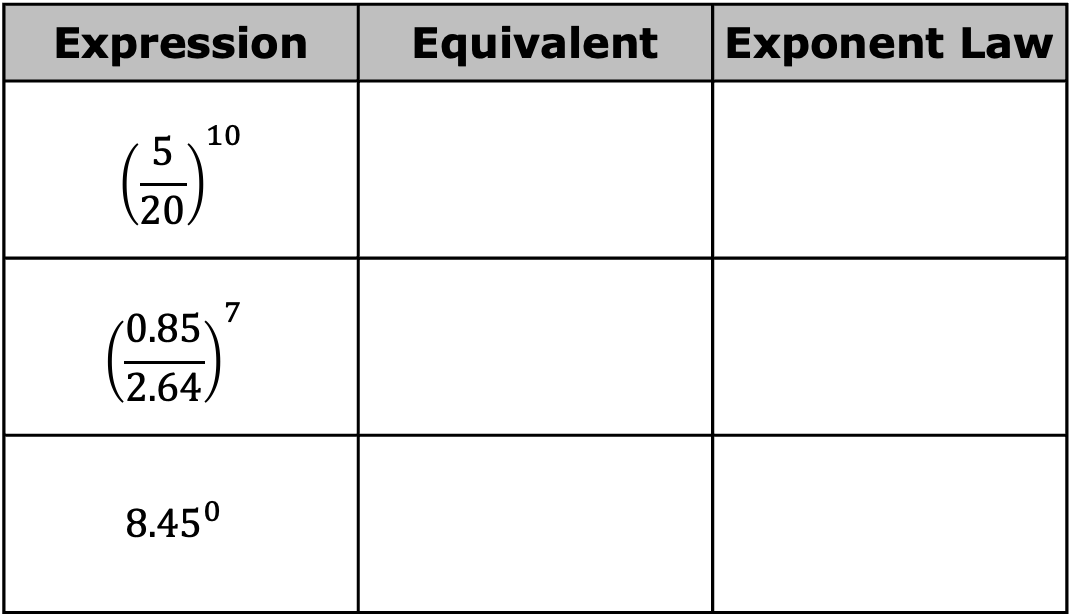 Expression Equivalent Exponent Law
(5/20)^10
(0.85/2.64)^7
8.45^0